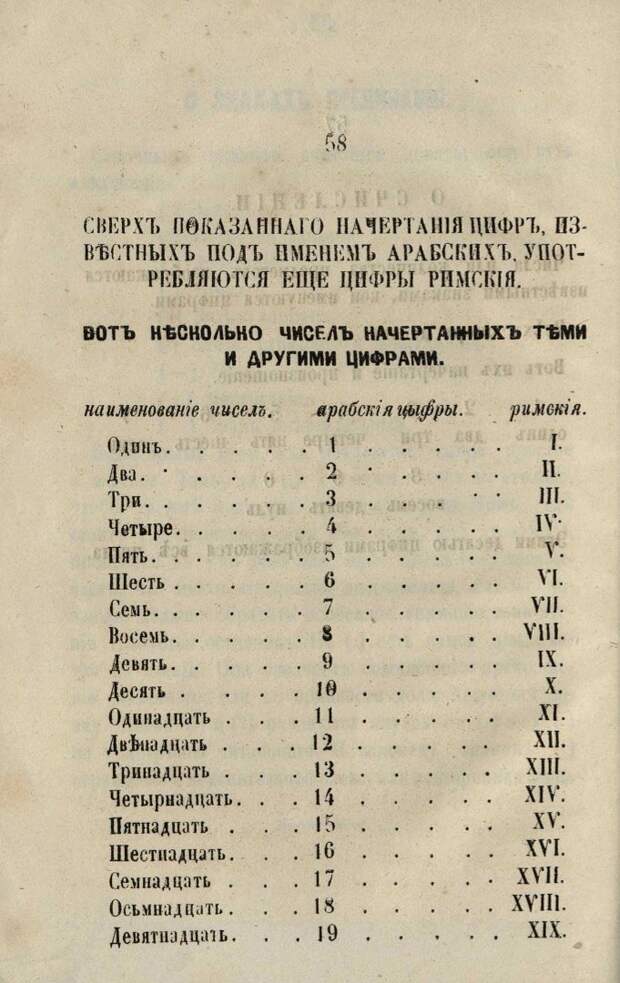 58
СВЕРХЪ ПОКАЗАННАГО НАЧЕРТАНІЯ ЦИФРЪ, ИЗ-
ВѢСТНЫХЪ ПОДЪ ИМЕНЕМЪ АРАБСКИХЪ, УПОТ-
РЕБЛЯЮТСЯ ЕЩЕ ЦИФРЫ РИМСКІЯ.
ВОТЪ НѢСКОЛЬКО ЧИСЕЛЪ НАЧЕРТАННЫХЪ ТѢМИ
И ДРУГИМИ ЦИФРАМИ.
наименованіе чиселъ. арабскія цыфры. римскія.
Одинъ. . . . . 1 . . . . . I.
Два. . . . . . 2 . . . . . II.
Три. . . . . . 3 . . . . . III.
Четыре. . . . . 4 . . . . . IV.
Пять. . . . . . 5 . . . . . V.
Шесть . . . . . 6 . . . . . VI.
Семь. . . . . . 7 . . . . . VII.
Восемь. . . . . 8 . . . . . VIII.
Девять. . . . . 9 . . . . . IX.
Десять . . . . 10 . . . . . X.
Одинадцать . . . 11 . . . . . XI.
Двѣнадцать . . . 12 . . . . . XII.
Тринадцать . . . 13 . . . . . XIII.
Четырнадцать. . . 14 . . . . . XIV.
Пятнадцать . . . 15 . . . . . XV.
Шестнадцать. . . 16 . . . . . XVI.
Семнадцать . . . 17 . . . . . XVII.
Осьмнадцать. . . 18 . . . . . XVIII.
Девятнадцать. . . 19 . . . . . XIX.